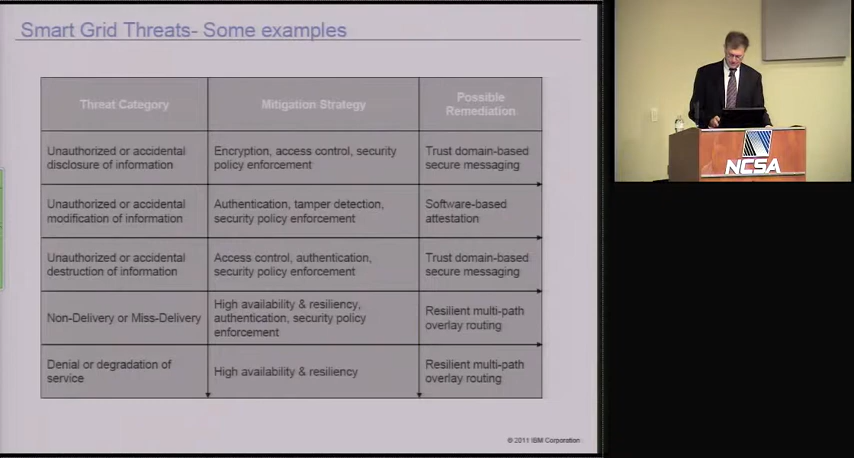 Smart Grid Threats- Some examples
Threat Category
Mitigation Strategy
Possible
Remediation
Unauthorized or accidental
disclosure of information
Encryption, access control, security
policy enforcement
Trust domain-based
secure messaging
Unauthorized or accidental
modification of information
Authentication, tamper detection,
security policy enforcement
Software-based
attestation
Unauthorized or accidental
destruction of information
Access control, authentication,
security policy enforcement
Trust domain-based
secure messaging
Non-Delivery or Miss-Delivery
High availability & resiliency,
authentication, security policy
enforcement
Resilient multi-path
overlay routing
Denial or degradation of
service
High availability & resiliency
Resilient multi-path
overlay routing
© 2011 IBM Corporation
NCSA